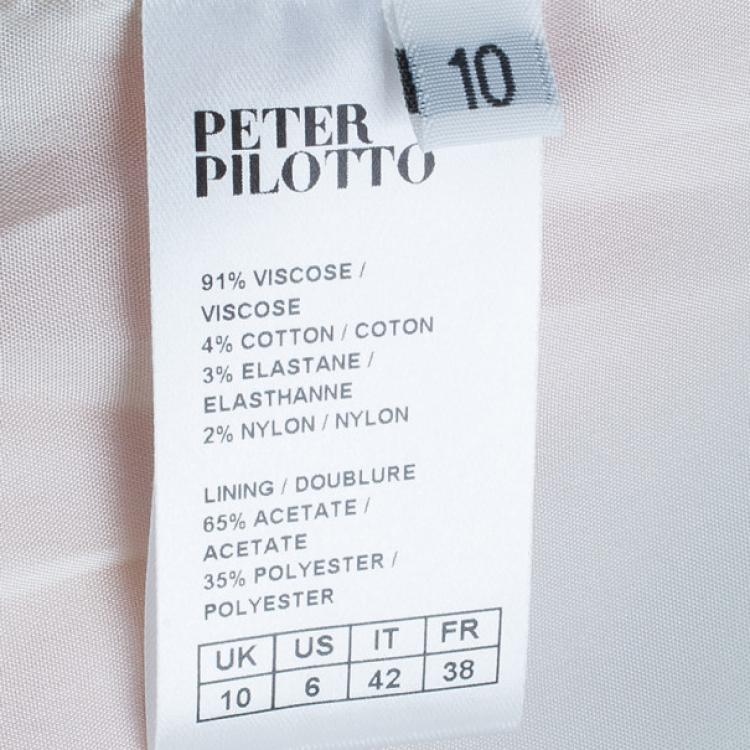 10
PETER
PILOTTO
91% VISCOSE /
VISCOSE
4% COTTON / COTON
3% ELASTANE /
ELASTHANNE
2% NYLON / NYLON
LINING / DOUBLURE
65% ACETATE /
ACETATE
35% POLYESTER /
POLYESTER
UK US IT FR
10 6 42 38